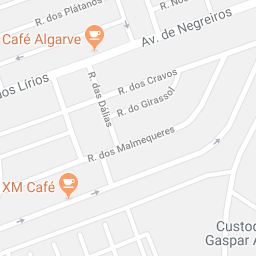 R. dos Plátanos
R. Nos
Café Algarve
Av. de Negreiros
os Lírios
R. dos Cravos
R. das Dálias
R. do Girassol
R. dos Malmequeres
XM Café
Custod
Gaspar A